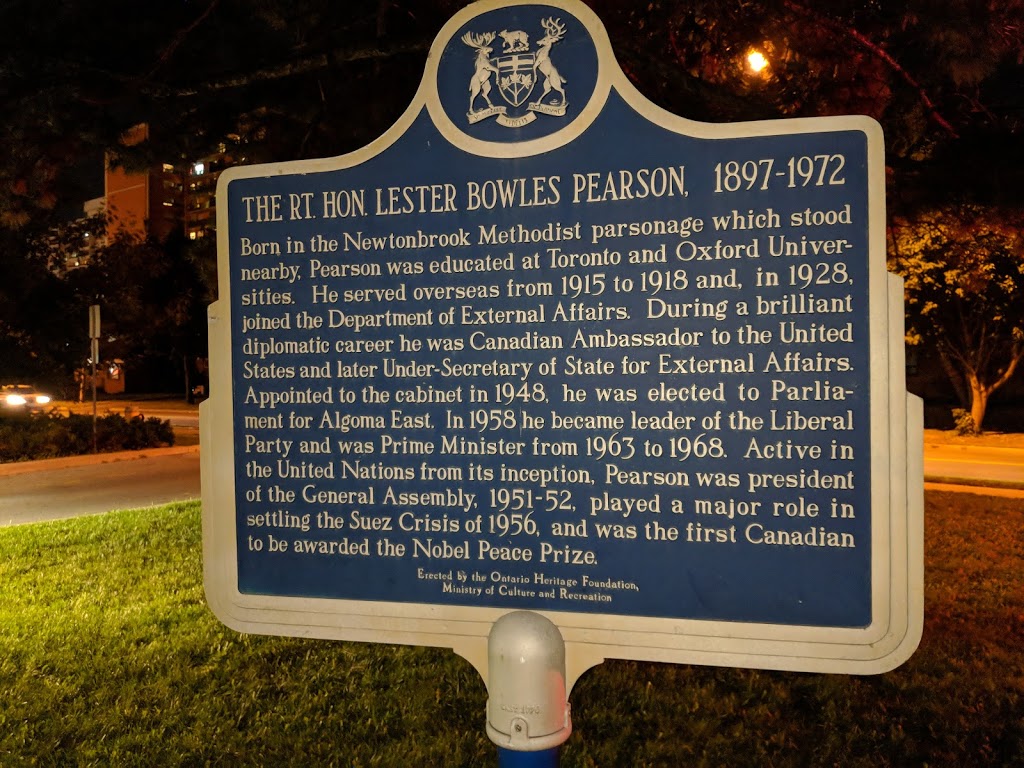 THE RT. HON. LESTER BOWLES PEARSON, 1897-1972
Born in the Newtonbrook Methodist parsonage which stood
nearby, Pearson was educated at Toronto and Oxford Univer-
sities. He served overseas from 1915 to 1918 and, in 1928,
joined the Department of External Affairs. During a brilliant
diplomatic career he was Canadian Ambassador to the United
States and later Under-Secretary of State for External Affairs.
Appointed to the cabinet in 1948, he was elected to Parlia-
ment for Algoma East. In 1958 he became leader of the Liberal
Party and was Prime Minister from 1963 to 1968. Active in
the United Nations from its inception, Pearson was president
of the General Assembly, 1951-52, played a major role in
settling the Suez Crisis of 1956, and was the first Canadian
to be awarded the Nobel Peace Prize.
Erected by the Ontario Heritage Foundation,
Ministry of Culture and Recreation